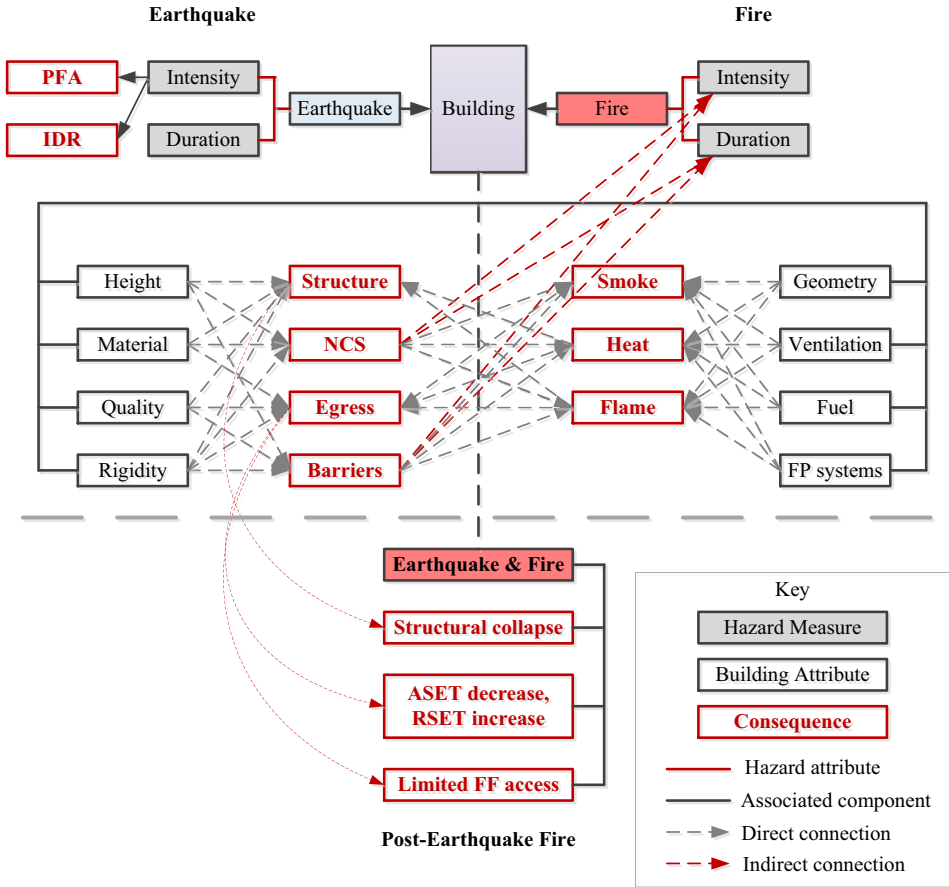 Earthquake
Fire
PFA
Intensity
IDR
Duration
Earthquake
Building
Fire
Intensity
Duration
Height
Material
Quality
Rigidity
Structure
NCS
Egress
Barriers
Smoke
Heat
Flame
Geometry
Ventilation
Fuel
FP systems
Earthquake & Fire
Structural collapse
ASET decrease,
RSET increase
Limited FF access
Post-Earthquake Fire
Key
Hazard Measure
Building Attribute
Consequence
Hazard attribute
Associated component
Direct connection
Indirect connection